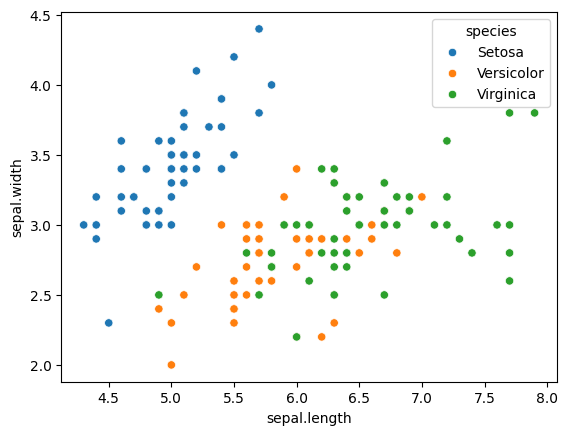 species
Setosa
Versicolor
Virginica
4.5
4.0
3.5
3.0
2.5
2.0
sepal.width
4.5 5.0 5.5 6.0 6.5 7.0 7.5 8.0
sepal.length